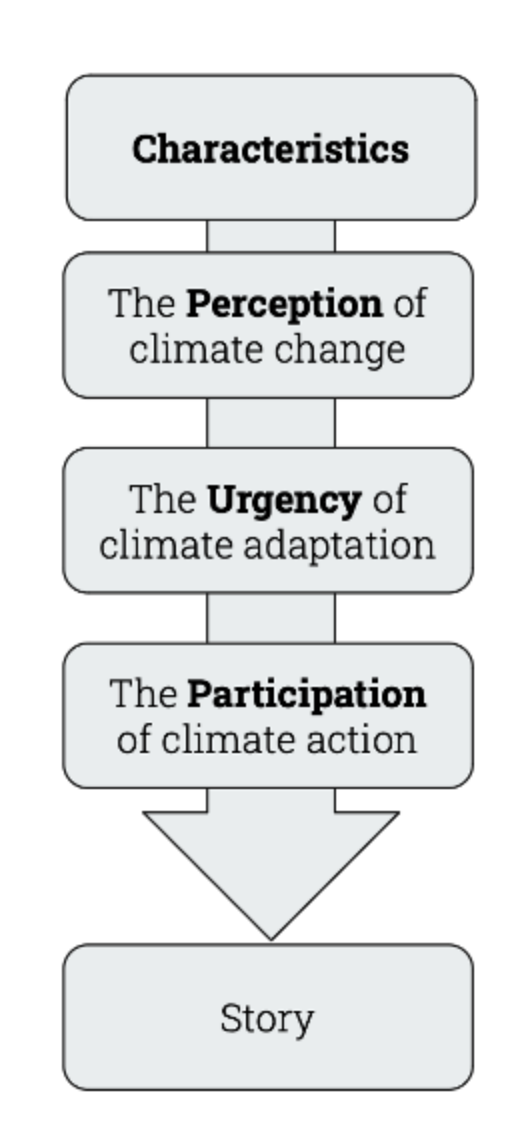 Characteristics
The Perception of
climate change
The Urgency of
climate adaptation
The Participation
of climate action
Story